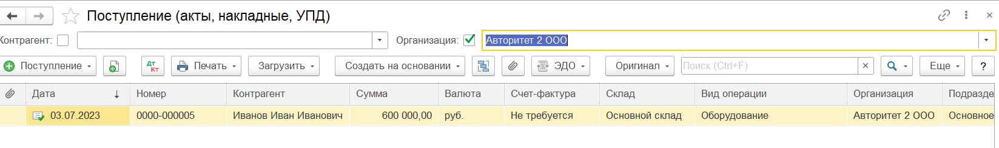 Поступление (акты, накладные, УПД)
Контрагент: Организация: Авторитет 2 ООО
Поступление Дт Кт Печать Загрузить Создать на основании ЭДО Оригинал Поиск (Ctrl+F) × Еще ?
Дата ↓ Номер Контрагент Сумма Валюта Счет-фактура Склад Вид операции Организация Подразде
03.07.2023 0000-000005 Иванов Иван Иванович 600 000,00 руб. Не требуется Основной склад Оборудование Авторитет 2 ООО Основное